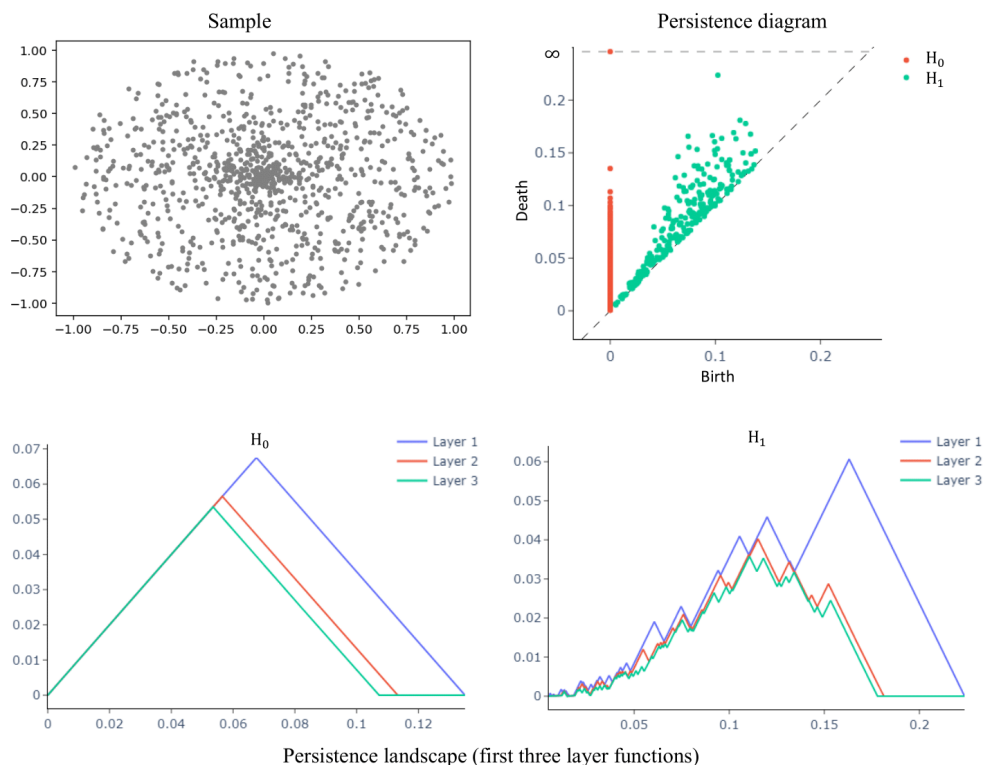 Sample
1.00
0.75
0.50
0.25
0.00
−0.25
−0.50
−0.75
−1.00
−1.00 −0.75 −0.50 −0.25 0.00 0.25 0.50 0.75 1.00
Persistence diagram
∞
0.2
0.15
0.1
0.05
0
Death
0 0.1 0.2
Birth
H0
H1
H0
0.07
0.06
0.05
0.04
0.03
0.02
0.01
0
0 0.02 0.04 0.06 0.08 0.1 0.12
Layer 1
Layer 2
Layer 3
H1
0.06
0.05
0.04
0.03
0.02
0.01
0
0.05 0.1 0.15 0.2
Layer 1
Layer 2
Layer 3
Persistence landscape (first three layer functions)